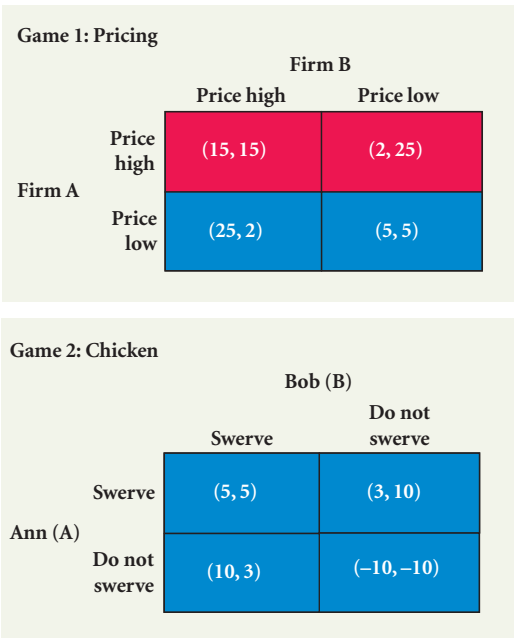 Game 1: Pricing
Firm B
Price high Price low
Price
high
(15, 15) (2, 25)
Firm A
Price
low
(25, 2) (5, 5)
Game 2: Chicken
Bob (B)
Swerve
Do not
swerve
Swerve (5, 5) (3, 10)
Ann (A)
Do not
swerve
(10, 3) (–10, –10)